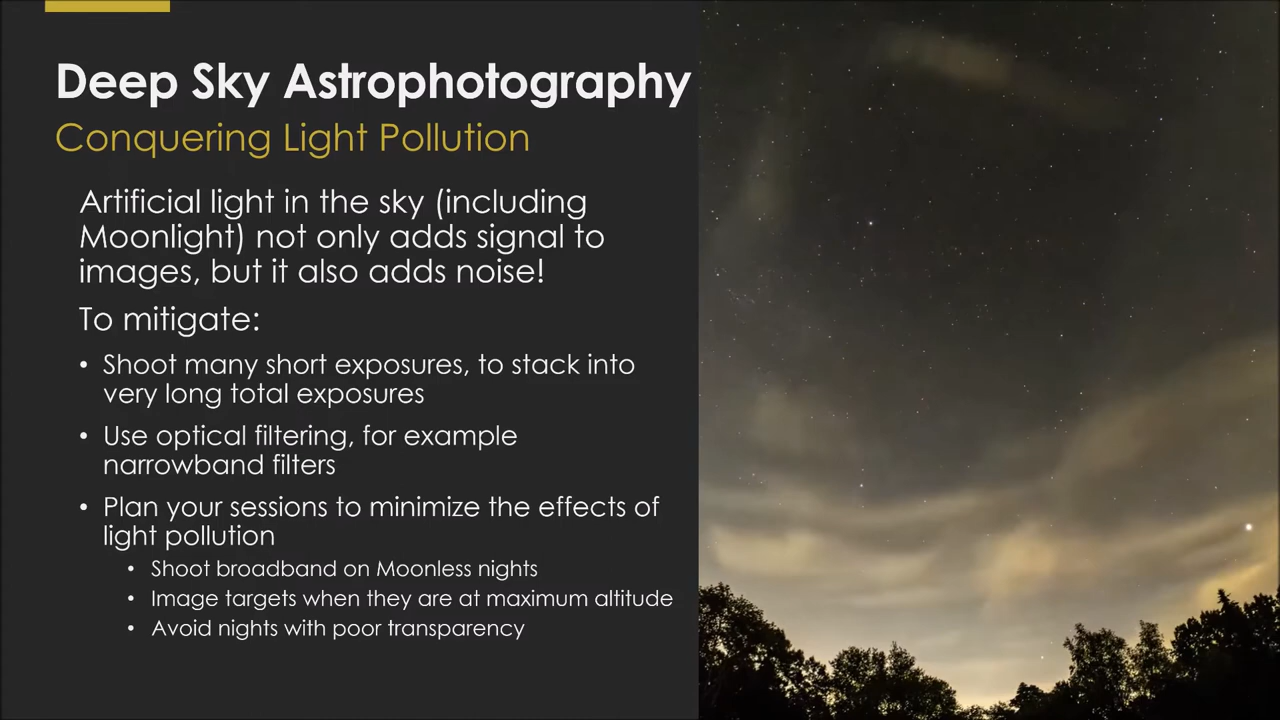 Deep Sky Astrophotography
Conquering Light Pollution
Artificial light in the sky (including
Moonlight) not only adds signal to
images, but it also adds noise!
To mitigate:
• Shoot many short exposures, to stack into
very long total exposures
• Use optical filtering, for example
narrowband filters
• Plan your sessions to minimize the effects of
light pollution
• Shoot broadband on Moonless nights
• Image targets when they are at maximum altitude
• Avoid nights with poor transparency